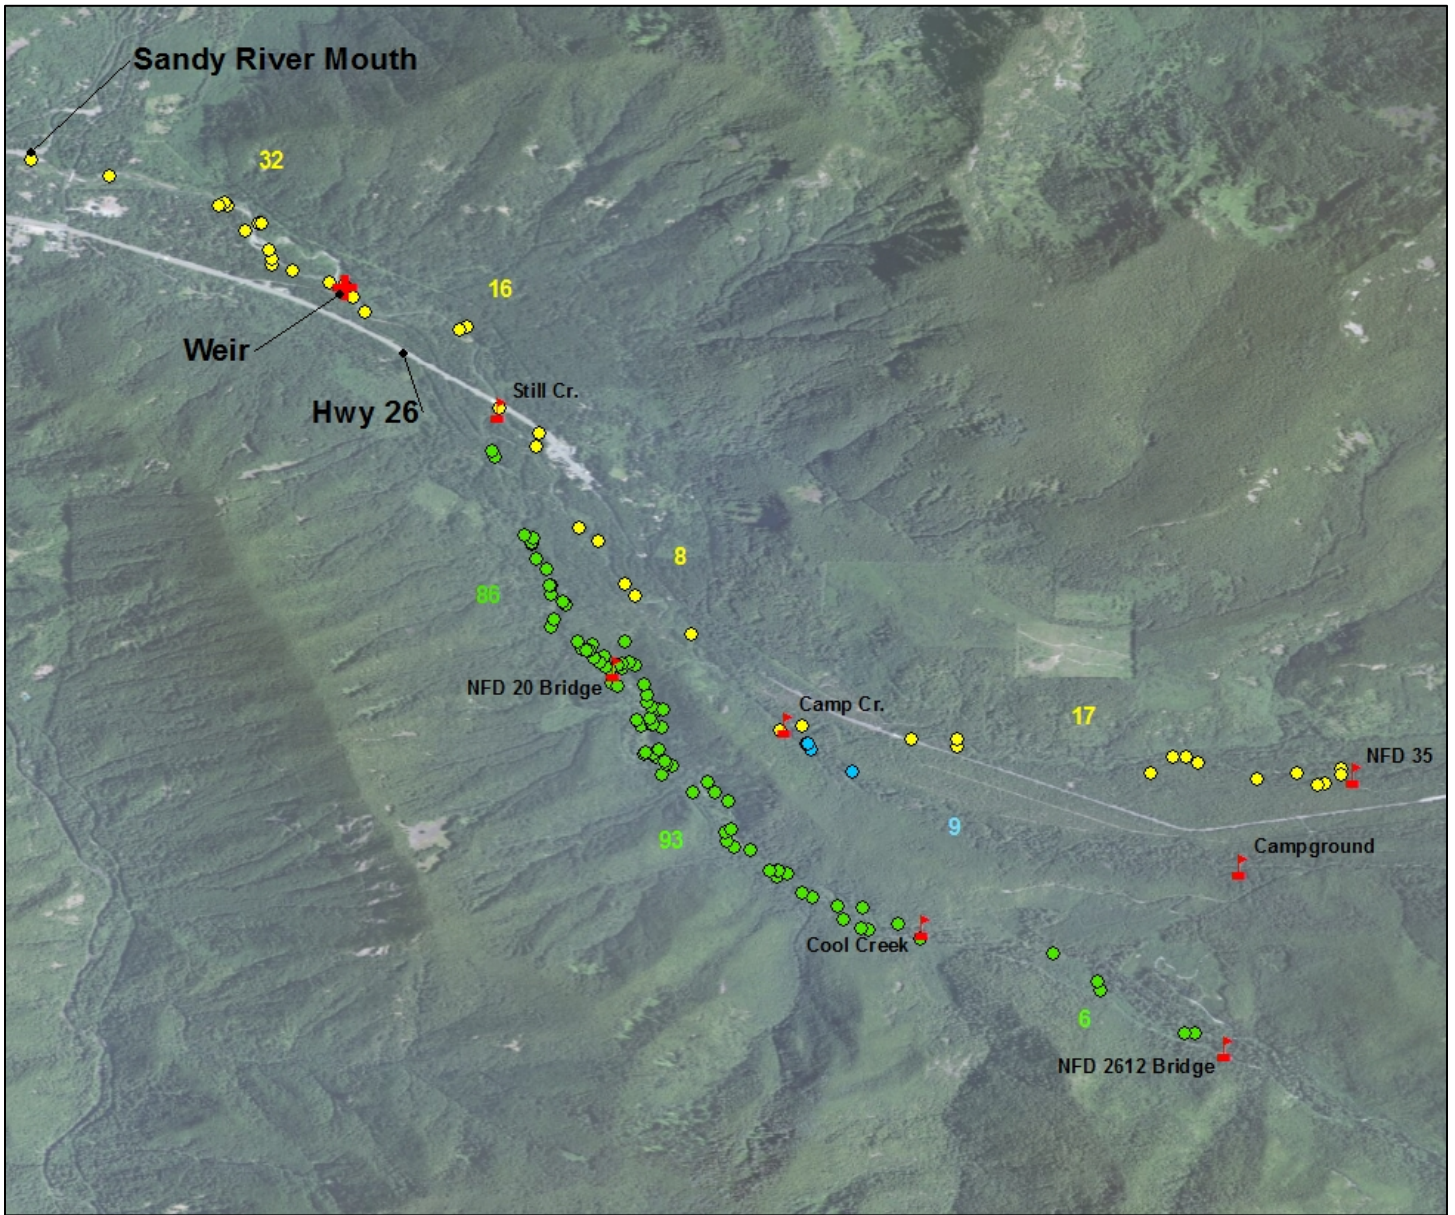 Sandy River Mouth
32
16
Weir
Still Cr.
Hwy 26
8
86
NFD 20 Bridge
Camp Cr.
17
NFD 35
93
9
Campground
Cool Creek
6
NFD 2612 Bridge